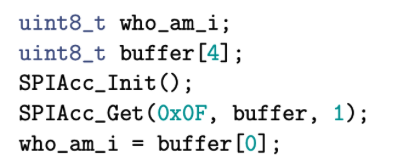 uint8_t who_am_i;
uint8_t buffer[4];
SPIAcc_Init();
SPIAcc_Get(0x0F, buffer, 1);
who_am_i = buffer[0];